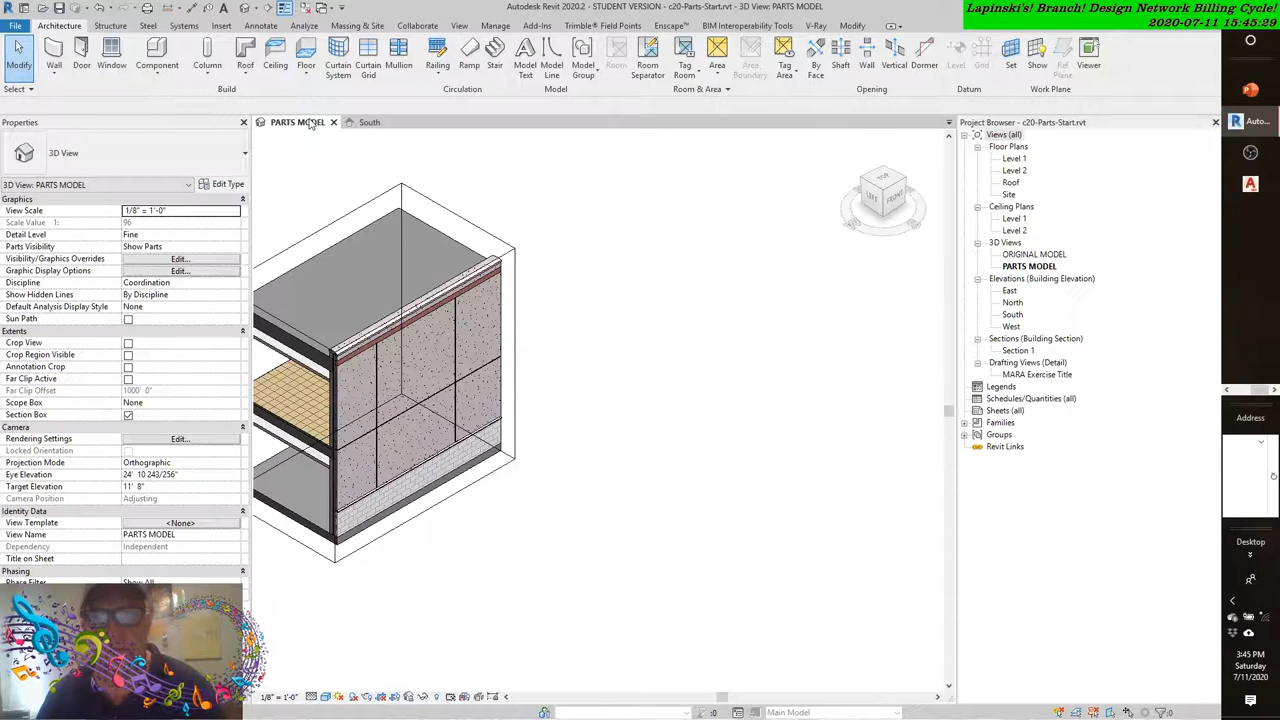 Autodesk Revit 2020.2 - STUDENT VERSION - c20-Parts-Start.rvt - 3D View: PARTS MODEL
Lapinski's! Branch! Design Network Billing Cycle!
2020-07-11 15:45:29
File Architecture Structure Steel Systems Insert Annotate Analyze Massing & Site Collaborate View Manage Add-Ins Trimble® Field Points Enscape™ BIM Interoperability Tools V-Ray Modify
Modify Wall Door Window Component Column Roof Ceiling Floor Curtain System Curtain Grid Mullion Railing Ramp Stair Model Text Model Line Model Group Room Room Separator Tag Room Area Area Boundary Tag Area By Face Shaft Wall Vertical Dormer Level Grid Set Show Ref Plane Viewer
Select Build Circulation Model Room & Area Opening Datum Work Plane
Properties
PARTS MODEL South
Project Browser - c20-Parts-Start.rvt
3D View
3D View: PARTS MODEL Edit Type
Graphics
View Scale 1/8" = 1'-0"
Scale Value 1: 96
Detail Level Fine
Parts Visibility Show Parts
Visibility/Graphics Overrides Edit...
Graphic Display Options Edit...
Discipline Coordination
Show Hidden Lines By Discipline
Default Analysis Display Style None
Sun Path
Extents
Crop View
Crop Region Visible
Annotation Crop
Far Clip Active
Far Clip Offset 1000' 0"
Scope Box None
Section Box
Camera
Rendering Settings Edit...
Locked Orientation
Projection Mode Orthographic
Eye Elevation 24' 10 243/256"
Target Elevation 11' 8"
Camera Position Adjusting
Identity Data
View Template <None>
View Name PARTS MODEL
Dependency Independent
Title on Sheet
Phasing
Phase Filter Show All
TOP
LEFT FRONT
Views (all)
Floor Plans
Level 1
Level 2
Roof
Site
Ceiling Plans
Level 1
Level 2
3D Views
ORIGINAL MODEL
PARTS MODEL
Elevations (Building Elevation)
East
North
South
West
Sections (Building Section)
Section 1
Drafting Views (Detail)
MARA Exercise Title
Legends
Schedules/Quantities (all)
Sheets (all)
Families
Groups
Revit Links
Auto...
Address
Desktop
3:45 PM
Saturday
7/11/2020
1/8" = 1'-0"
:0 Main Model :0